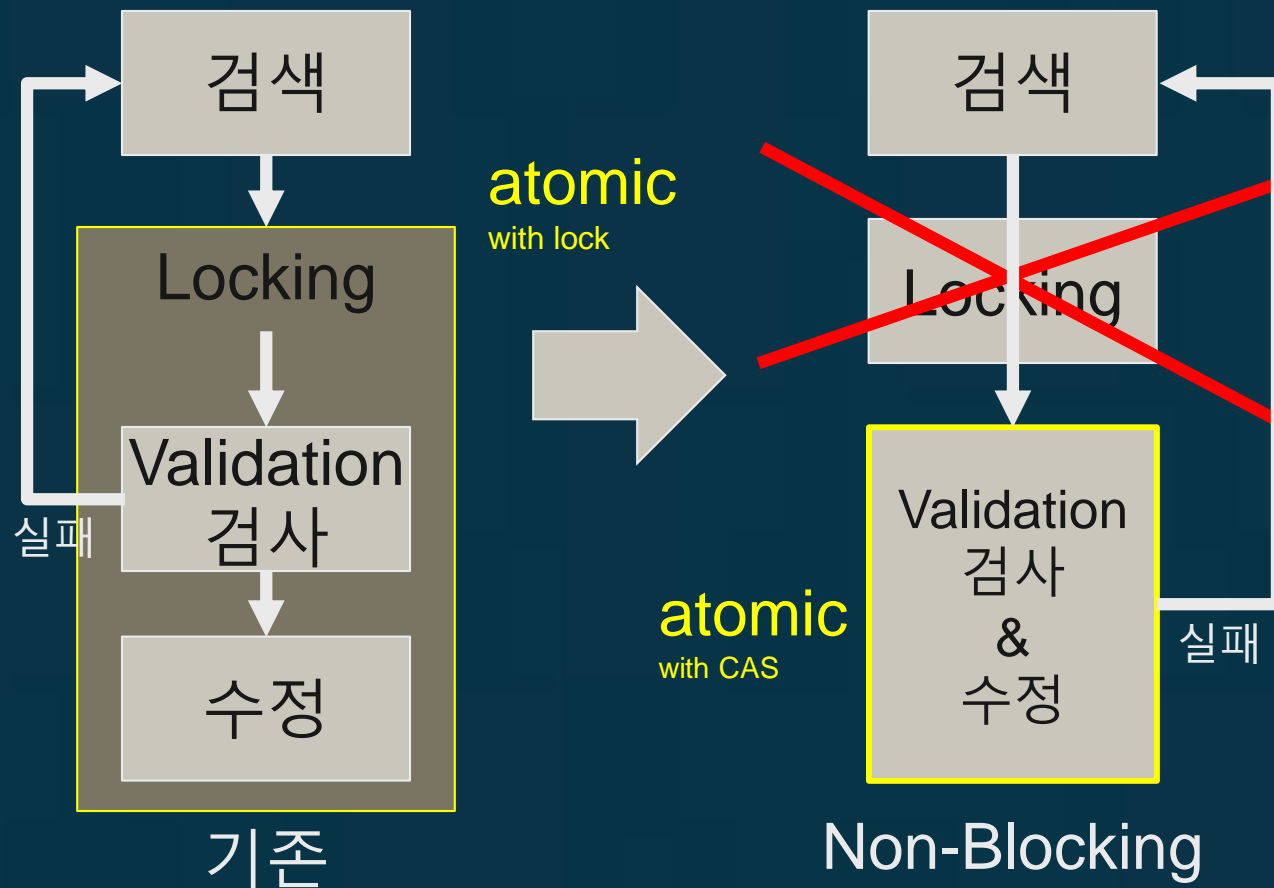 검색
Locking
Validation
검사
실패
수정
기존
atomic
with lock
검색
Locking
Validation
검사
&
수정
실패
atomic
with CAS
Non-Blocking